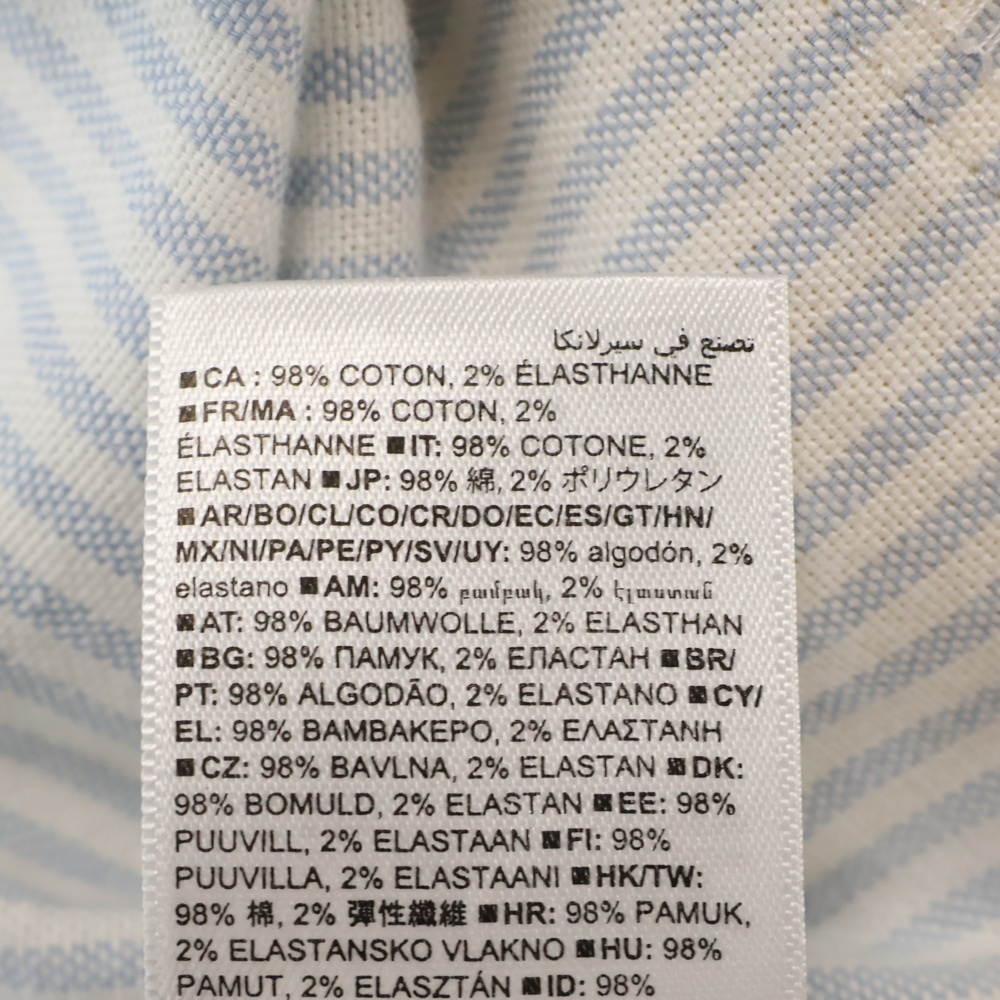 تصنع في سيرلانكا
■ CA : 98% COTON, 2% ÉLASTHANNE
■ FR/MA : 98% COTON, 2%
ÉLASTHANNE ■ IT: 98% COTONE, 2%
ELASTAN ■ JP: 98% 綿, 2% ポリウレタン
■ AR/BO/CL/CO/CR/DO/EC/ES/GT/HN/
MX/NI/PA/PE/PY/SV/UY: 98% algodón, 2%
elastano ■ AM: 98% բամբակ, 2% էլաստան
■ AT: 98% BAUMWOLLE, 2% ELASTHAN
■ BG: 98% ПАМУК, 2% ЕЛАСТАН ■ BR/
PT: 98% ALGODÃO, 2% ELASTANO ■ CY/
EL: 98% ΒΑΜΒΑΚΕΡΟ, 2% ΕΛΑΣΤΑΝΗ
■ CZ: 98% BAVLNA, 2% ELASTAN ■ DK:
98% BOMULD, 2% ELASTAN ■ EE: 98%
PUUVILL, 2% ELASTAAN ■ FI: 98%
PUUVILLA, 2% ELASTAANI ■ HK/TW:
98% 棉, 2% 彈性纖維 ■ HR: 98% PAMUK,
2% ELASTANSKO VLAKNO ■ HU: 98%
PAMUT, 2% ELASZTÁN ■ ID: 98%